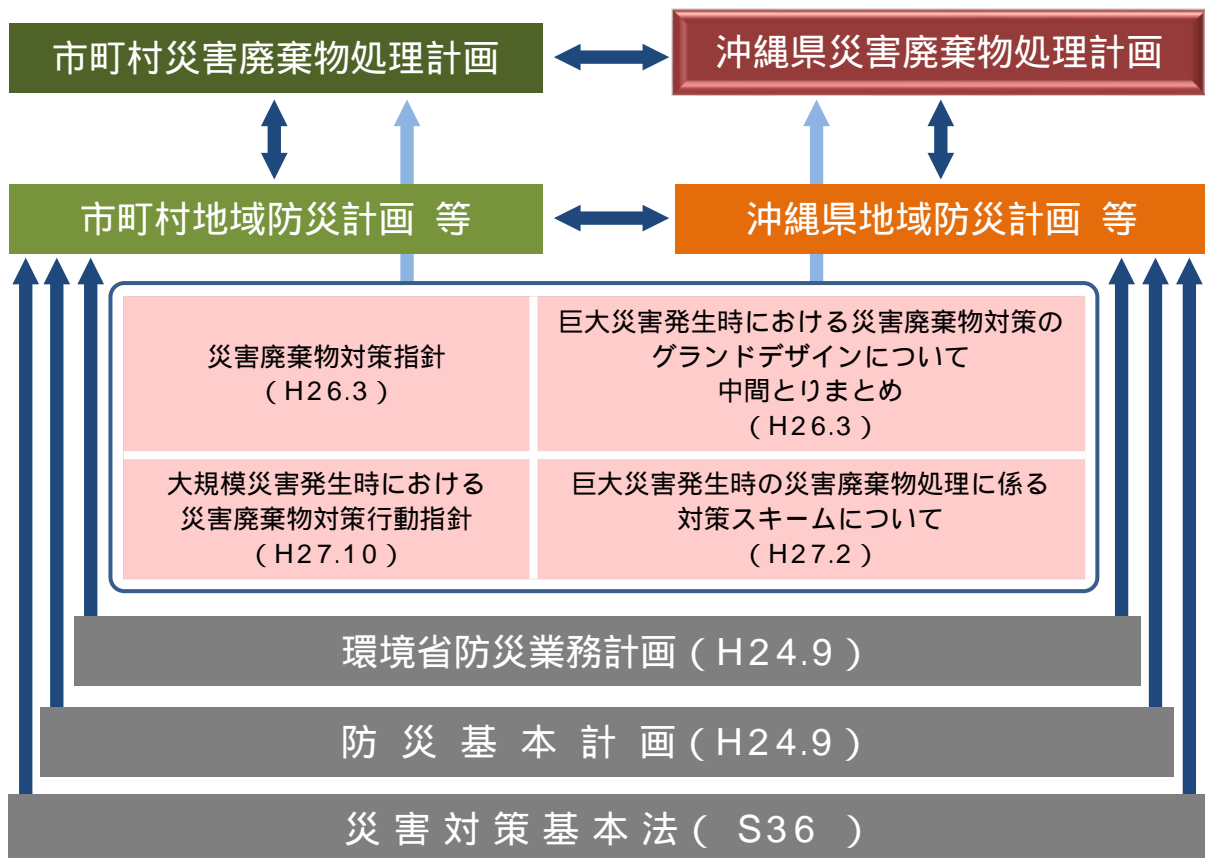 市町村災害廃棄物処理計画
沖縄県災害廃棄物処理計画
市町村地域防災計画 等
沖縄県地域防災計画 等
災害廃棄物対策指針
(H26.3)
巨大災害発生時における災害廃棄物対策の
グランドデザインについて
中間とりまとめ
(H26.3)
大規模災害発生時における
災害廃棄物対策行動指針
(H27.10)
巨大災害発生時の災害廃棄物処理に係る
対策スキームについて
(H27.2)
環境省防災業務計画(H24.9)
防災基本計画(H24.9)
災害対策基本法( S36 )